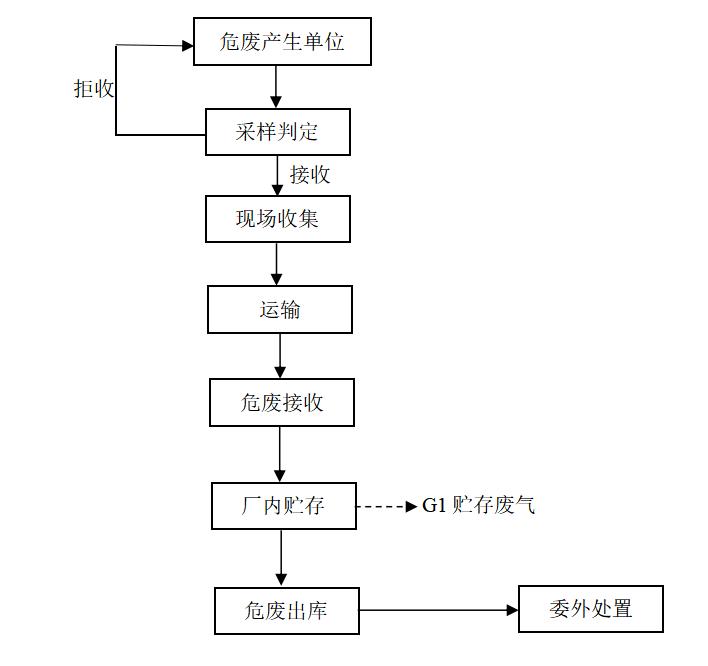 危废产生单位
拒收
采样判定
接收
现场收集
运输
危废接收
厂内贮存
G1 贮存废气
危废出库
委外处置